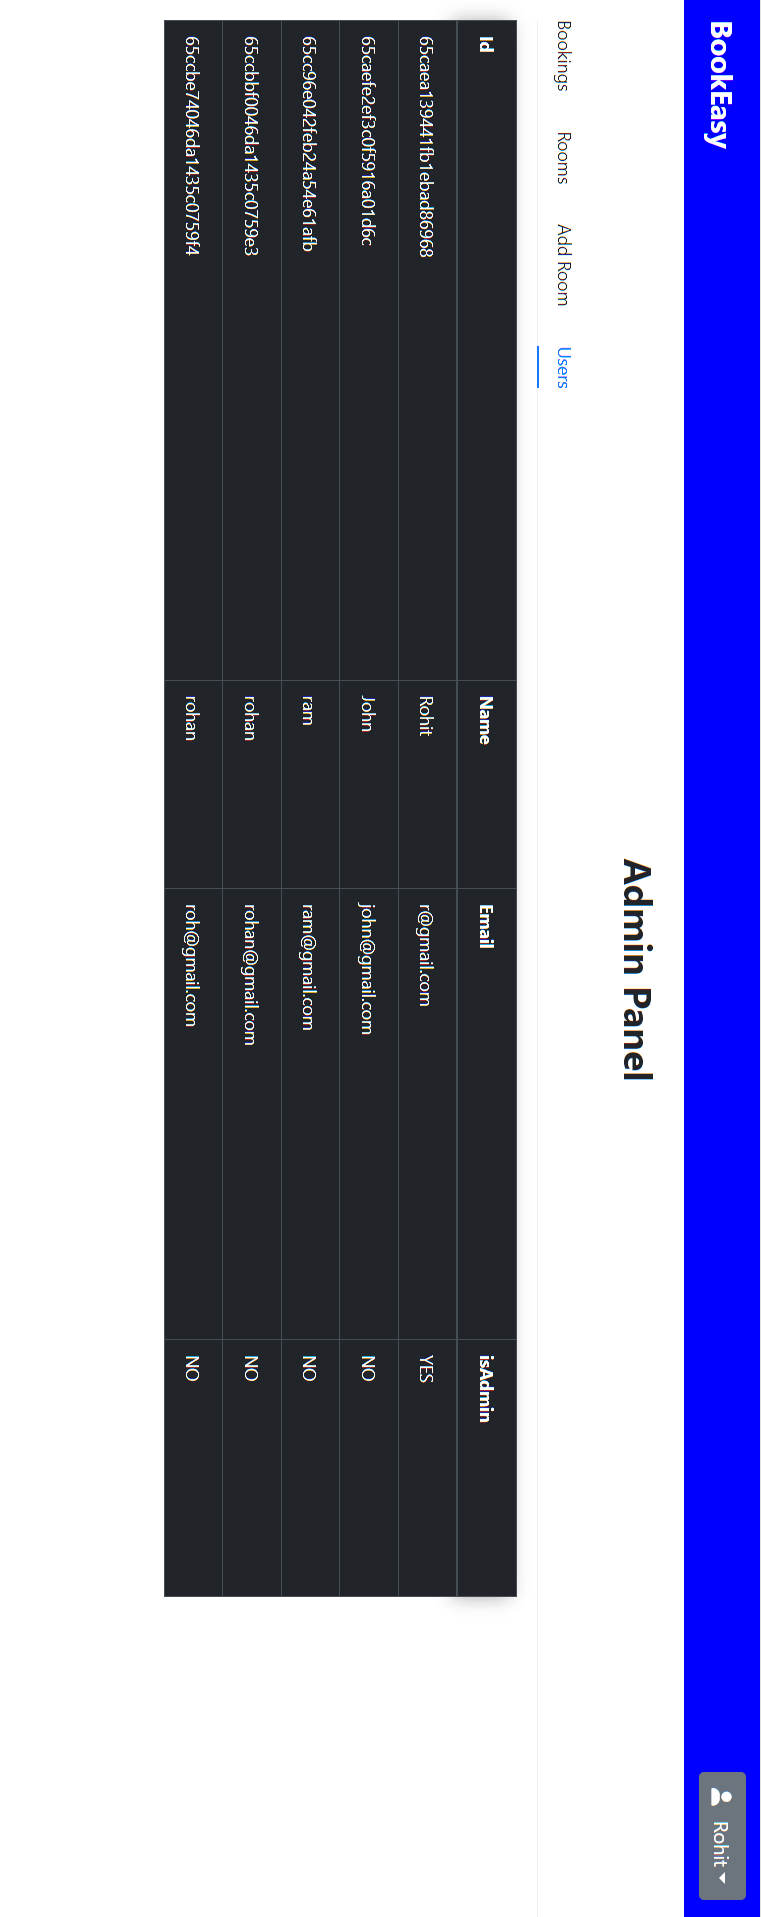 BookEasy Rohit
Admin Panel
Bookings Rooms Add Room Users
Id Name Email isAdmin
65caea139441fb1ebad86968 Rohit r@gmail.com YES
65caefe2ef3c0f5916a01d6c John john@gmail.com NO
65cc96e042feb24a54e61afb ram ram@gmail.com NO
65ccbbf0046da1435c0759e3 rohan rohan@gmail.com NO
65ccbe74046da1435c0759f4 rohan roh@gmail.com NO